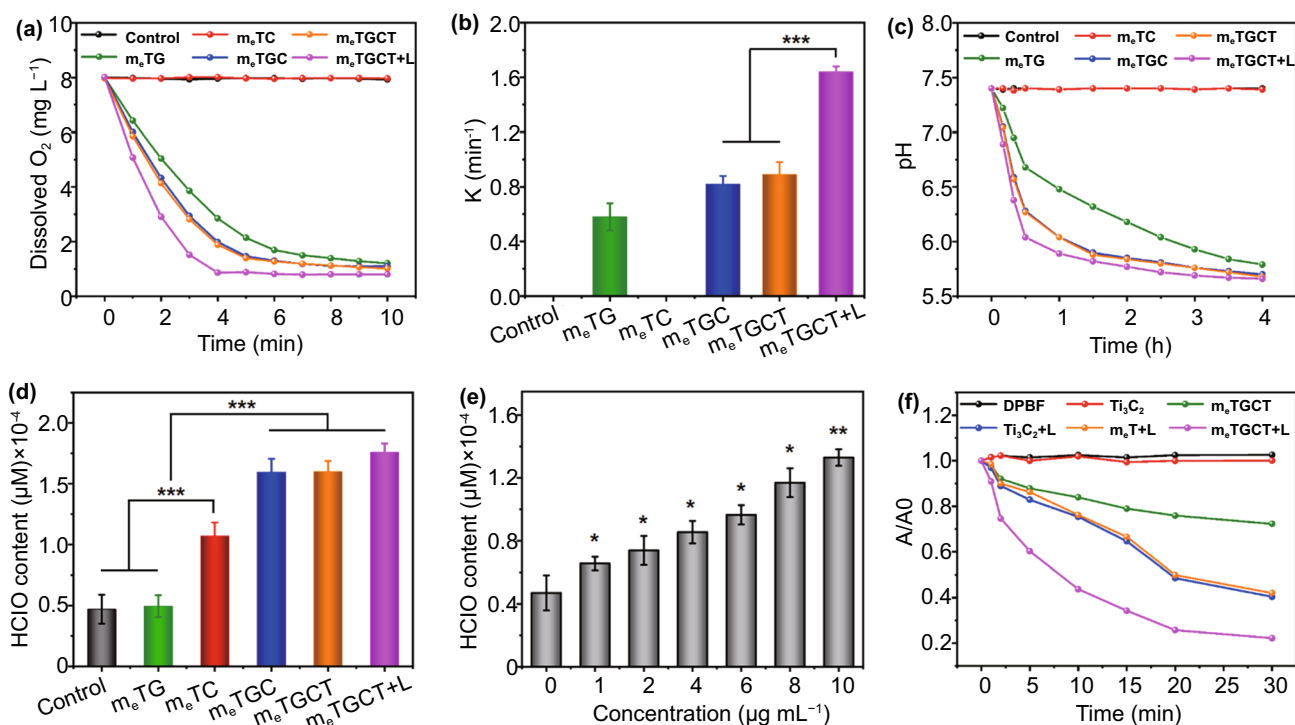 (a)
Control
mₑTC
mₑTGCT
mₑTG
mₑTGC
mₑTGCT+L
Dissolved O₂ (mg L⁻¹)
10
8
6
4
2
0
0 2 4 6 8 10
Time (min)
(b)
***
K (min⁻¹)
2.0
1.6
1.2
0.8
0.4
0.0
Control
mₑTG
mₑTC
mₑTGC
mₑTGCT
mₑTGCT+L
(c)
Control
mₑTC
mₑTGCT
mₑTG
mₑTGC
mₑTGCT+L
pH
8.0
7.5
7.0
6.5
6.0
5.5
0 1 2 3 4
Time (h)
(d)
***
***
HClO content (μM)×10⁻⁴
2.0
1.5
1.0
0.5
0
Control
mₑTG
mₑTC
mₑTGC
mₑTGCT
mₑTGCT+L
(e)
* * * * * **
HClO content (μM)×10⁻⁴
1.6
1.2
0.8
0.4
0
0 1 2 4 6 8 10
Concentration (μg mL⁻¹)
(f)
DPBF
Ti₃C₂
mₑTGCT
Ti₃C₂+L
mₑT+L
mₑTGCT+L
A/A0
1.2
1.0
0.8
0.6
0.4
0.2
0 5 10 15 20 25 30
Time (min)